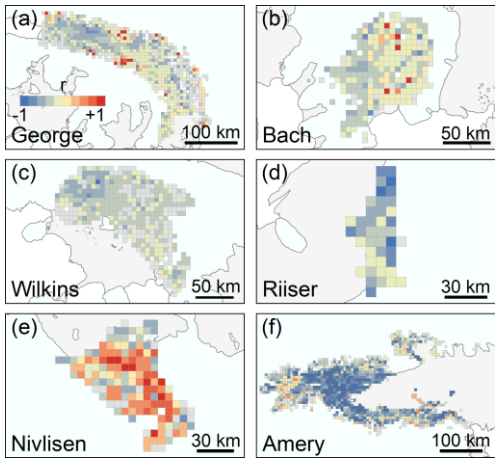 (a)
r
-1 +1
George
100 km
(b)
Bach
50 km
(c)
Wilkins
50 km
(d)
Riiser
30 km
(e)
Nivlisen
30 km
(f)
Amery
100 km